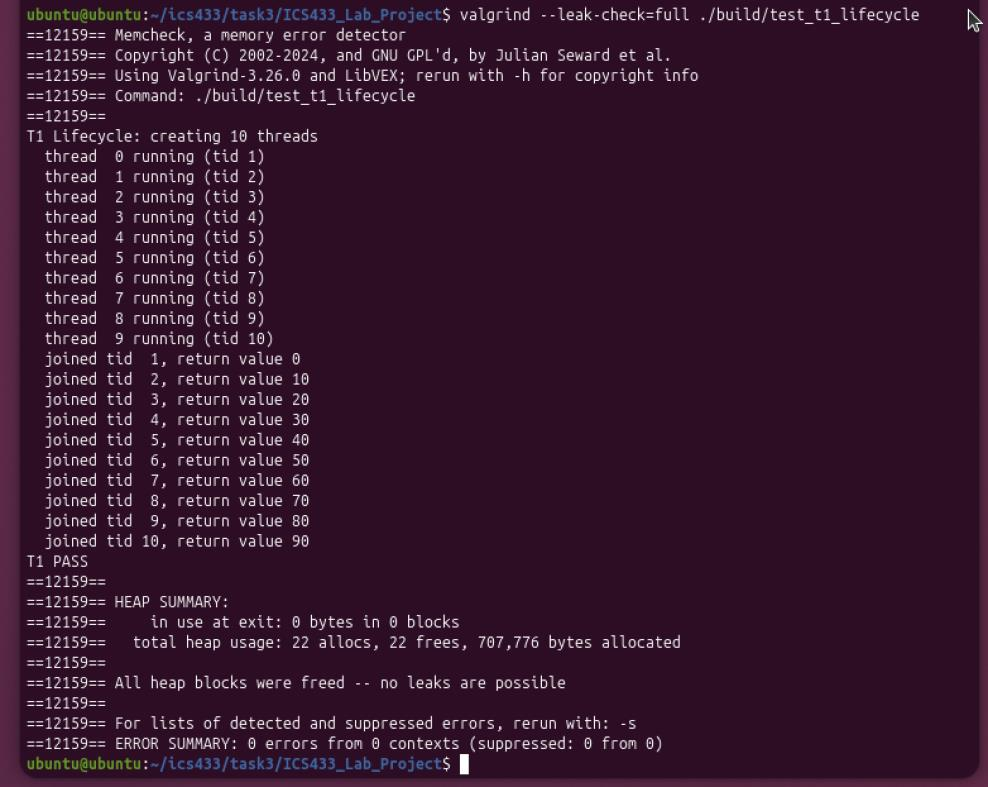 ubuntu@ubuntu:~/ics433/task3/ICS433_Lab_Project$ valgrind --leak-check=full ./build/test_t1_lifecycle
==12159== Memcheck, a memory error detector
==12159== Copyright (C) 2002-2024, and GNU GPL'd, by Julian Seward et al.
==12159== Using Valgrind-3.26.0 and LibVEX; rerun with -h for copyright info
==12159== Command: ./build/test_t1_lifecycle
==12159==
T1 Lifecycle: creating 10 threads
  thread  0 running (tid 1)
  thread  1 running (tid 2)
  thread  2 running (tid 3)
  thread  3 running (tid 4)
  thread  4 running (tid 5)
  thread  5 running (tid 6)
  thread  6 running (tid 7)
  thread  7 running (tid 8)
  thread  8 running (tid 9)
  thread  9 running (tid 10)
  joined tid  1, return value 0
  joined tid  2, return value 10
  joined tid  3, return value 20
  joined tid  4, return value 30
  joined tid  5, return value 40
  joined tid  6, return value 50
  joined tid  7, return value 60
  joined tid  8, return value 70
  joined tid  9, return value 80
  joined tid 10, return value 90
T1 PASS
==12159==
==12159== HEAP SUMMARY:
==12159==     in use at exit: 0 bytes in 0 blocks
==12159==   total heap usage: 22 allocs, 22 frees, 707,776 bytes allocated
==12159==
==12159== All heap blocks were freed -- no leaks are possible
==12159==
==12159== For lists of detected and suppressed errors, rerun with: -s
==12159== ERROR SUMMARY: 0 errors from 0 contexts (suppressed: 0 from 0)
ubuntu@ubuntu:~/ics433/task3/ICS433_Lab_Project$